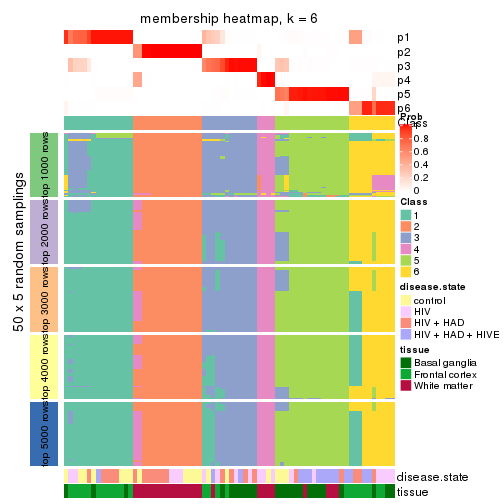 membership heatmap, k = 6
p1
p2
p3
p4
p5
p6
Class
Prob
1
0.8
0.6
0.4
0.2
0
Class
1
2
3
4
5
6
disease.state
control
HIV
HIV + HAD
HIV + HAD + HIVE
tissue
Basal ganglia
Frontal cortex
White matter
50 x 5 random samplings
top 1000 rows
top 2000 rows
top 3000 rows
top 4000 rows
top 5000 rows
disease.state
tissue